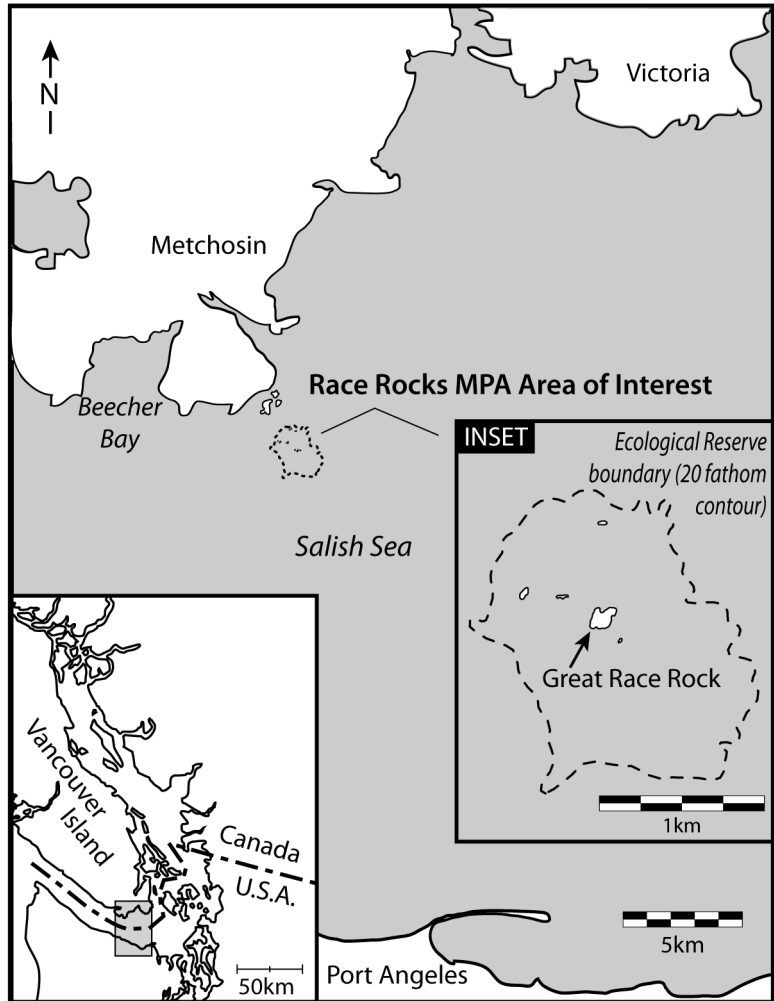 N
Victoria
Metchosin
Race Rocks MPA Area of Interest
Beecher
Bay
INSET
Ecological Reserve
boundary (20 fathom
contour)
Salish Sea
Great Race Rock
1km
Vancouver
Island
Canada
U.S.A.
50km
5km
Port Angeles